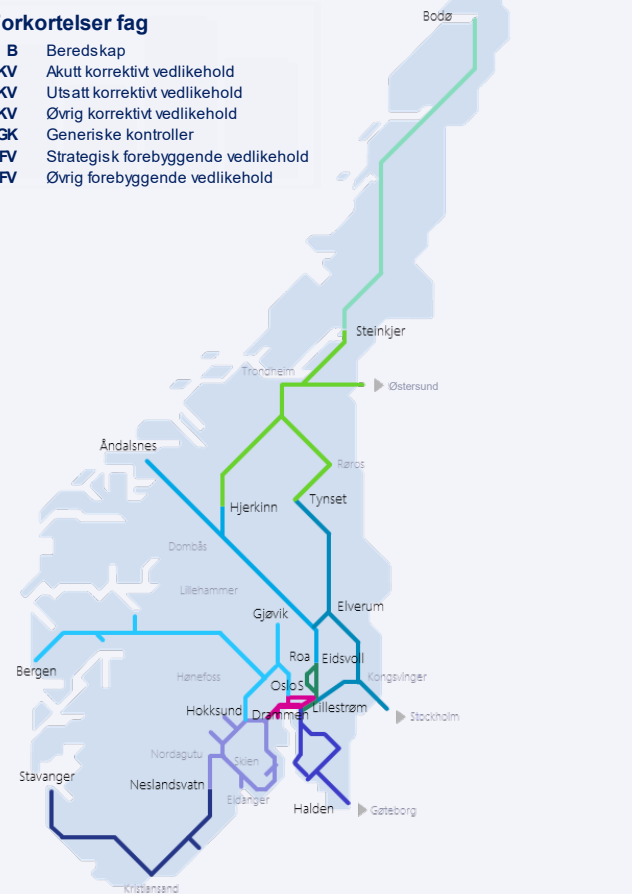 orkortelser fag
B Beredskap
KV Akutt korrektivt vedlikehold
KV Utsatt korrektivt vedlikehold
KV Øvrig korrektivt vedlikehold
GK Generiske kontroller
FV Strategisk forebyggende vedlikehold
FV Øvrig forebyggende vedlikehold
Bodø
Steinkjer
Trondheim
Østersund
Åndalsnes
Røros
Hjerkinn
Tynset
Dombås
Lillehammer
Gjøvik
Elverum
Roa
Eidsvoll
Bergen
Hønefoss
Kongsvinger
OsloS
Hokksund
Drammen
Lillestrøm
Stockholm
Nordagutu
Skien
Stavanger
Neslandsvatn
Eidanger
Halden
Gøteborg
Kristiansand